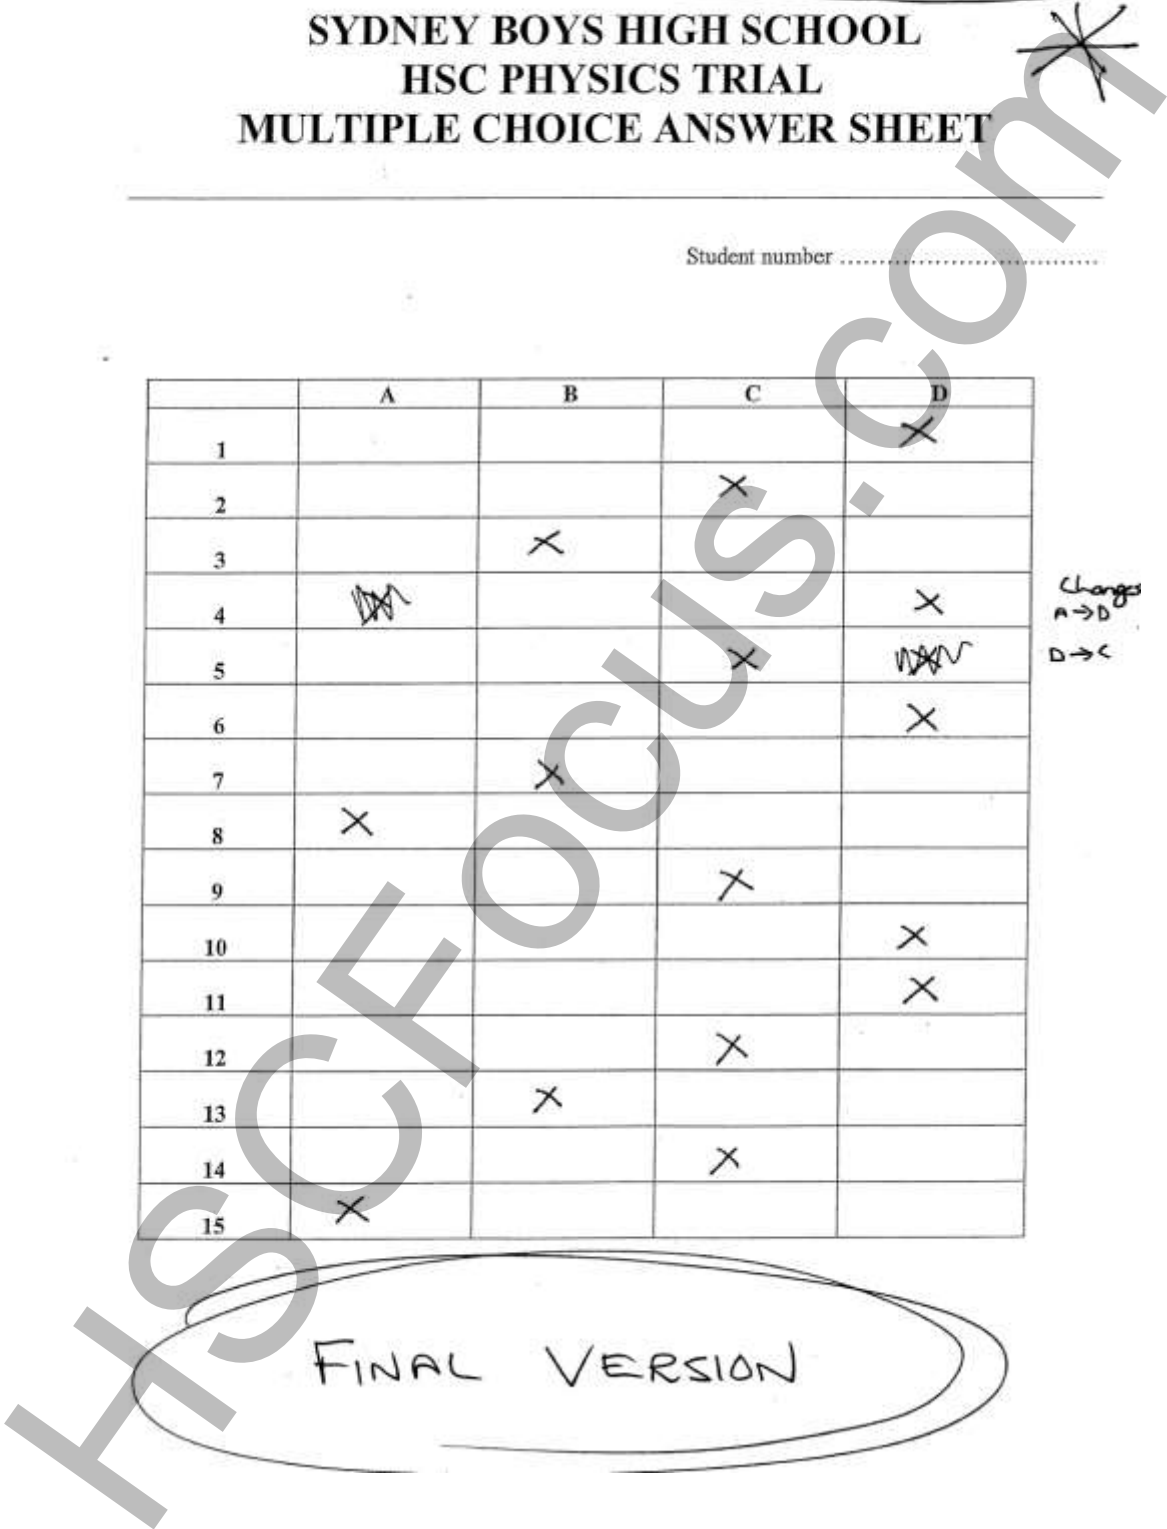 SYDNEY BOYS HIGH SCHOOL
HSC PHYSICS TRIAL
MULTIPLE CHOICE ANSWER SHEET
Student number ..........................................
A B C D
1 X
2 X
3 X
4 X Changes A→D
5 X D→C
6 X
7 X
8 X
9 X
10 X
11 X
12 X
13 X
14 X
15 X
FINAL VERSION
HSCFocus.com